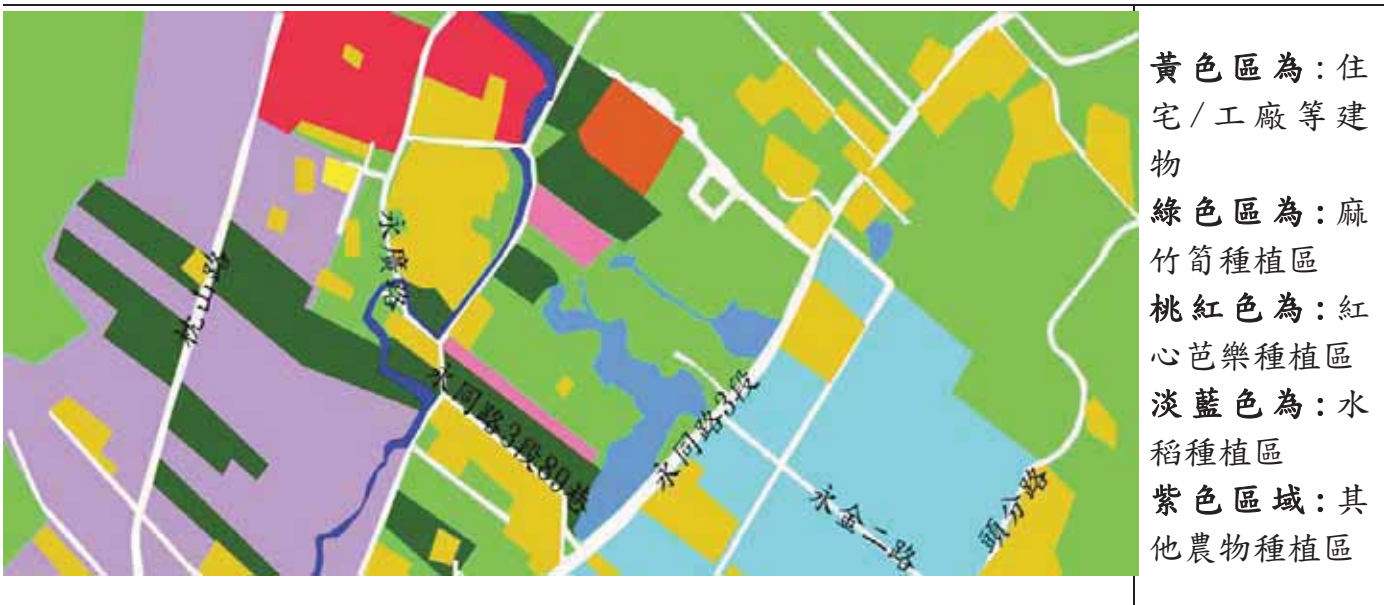 黃色區為：住
宅/工廠等建
物
綠色區為：麻
竹筍種植區
桃紅色為：紅
心芭樂種植區
淡藍色為：水
稻種植區
紫色區域：其
他農物種植區
永廣路
永同路3段89巷
永同路3段
永金二路
頭分路